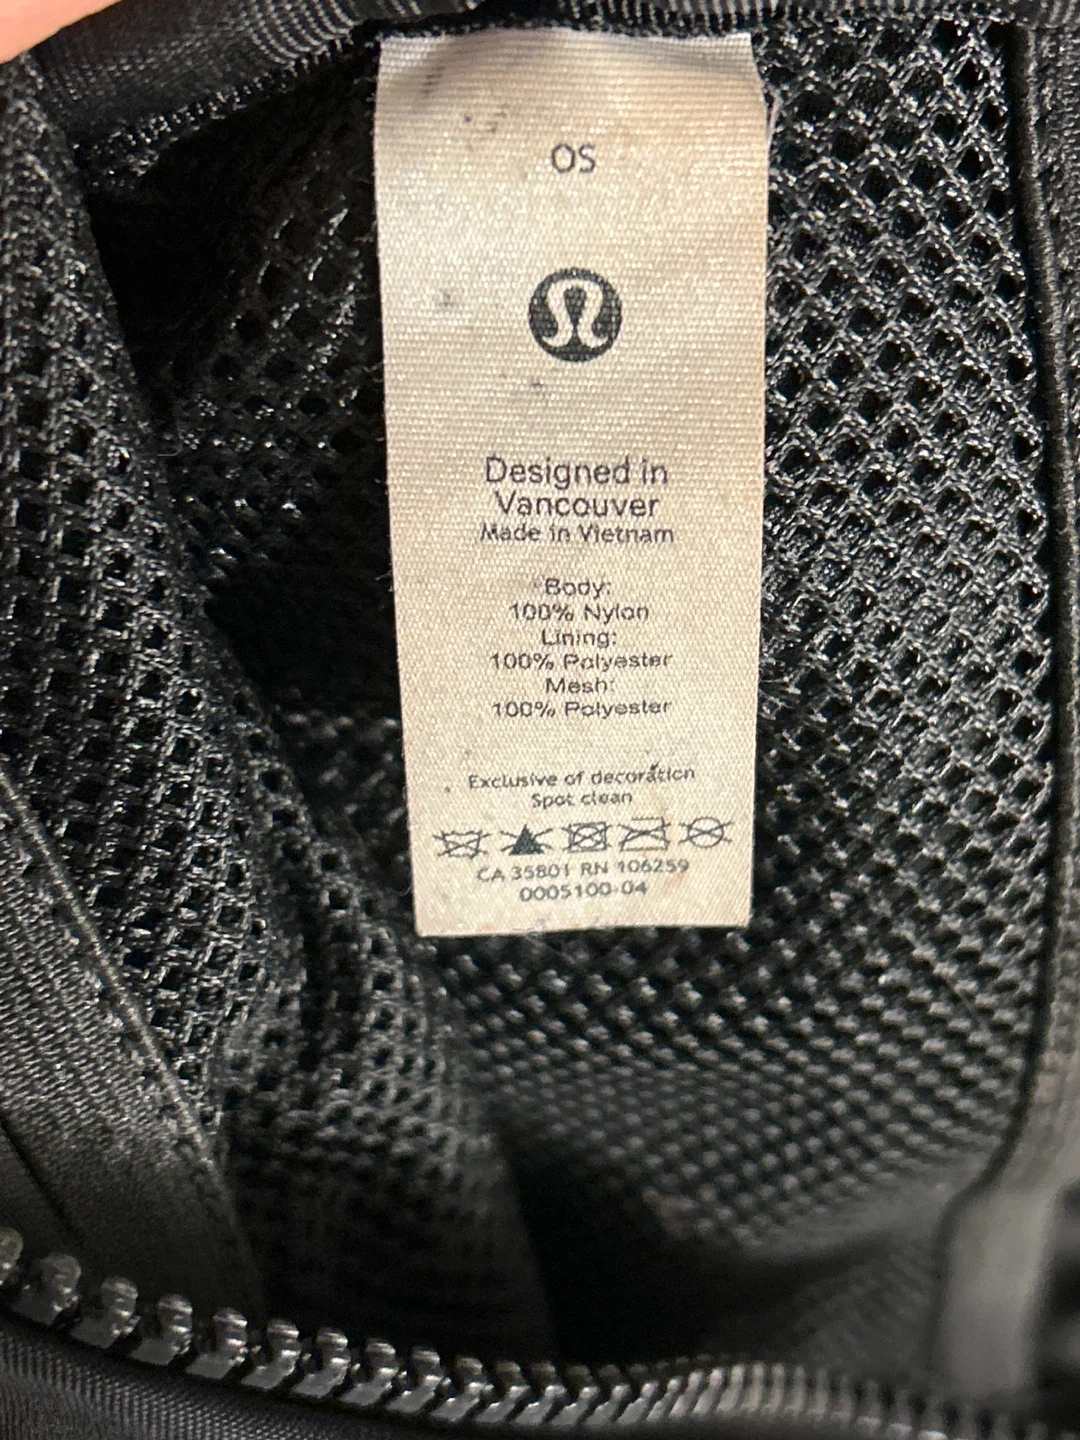 OS
Designed in
Vancouver
Made in Vietnam
Body:
100% Nylon
Lining:
100% Polyester
Mesh:
100% Polyester
Exclusive of decoration
Spot clean
CA 35801 RN 106259
0005100-04